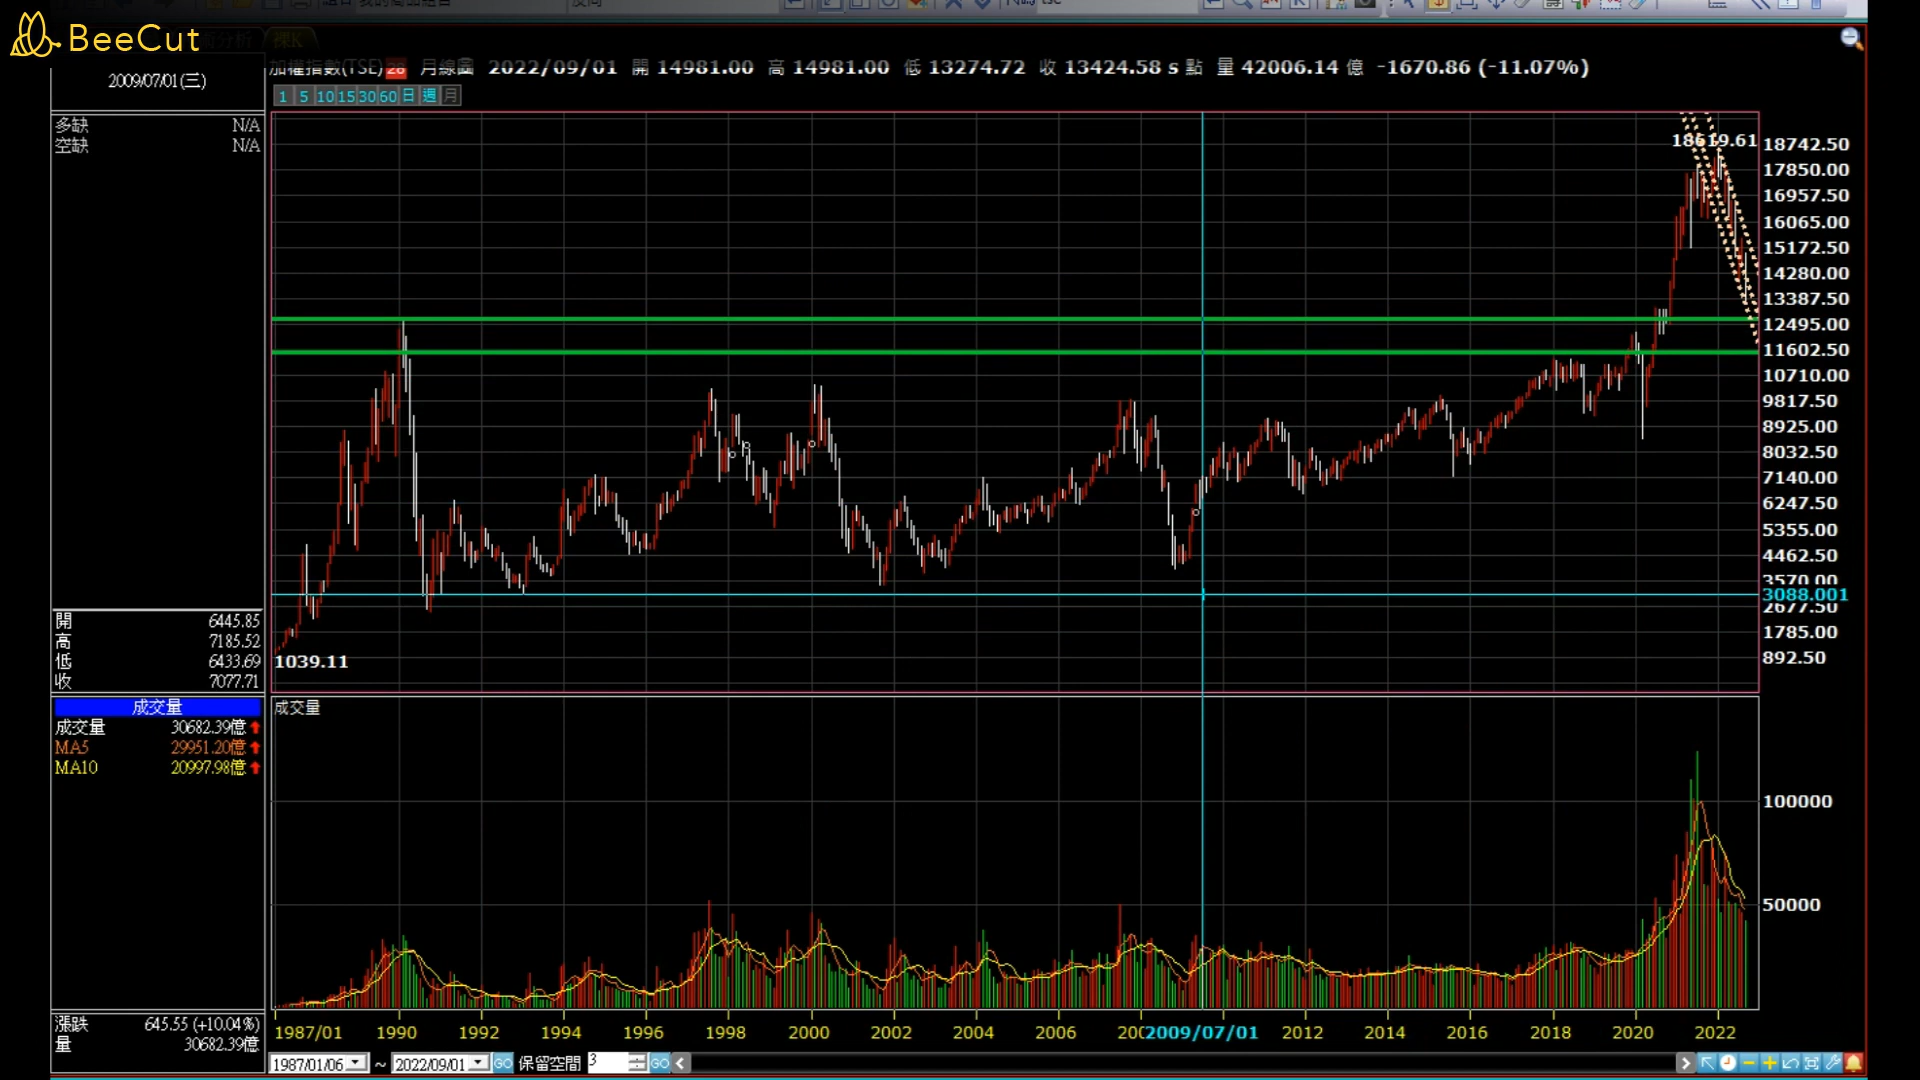 BeeCut
裸K
2009/07/01(三)
加權指數(TSE) 26 月線圖 2022/09/01 開 14981.00 高 14981.00 低 13274.72 收 13424.58 s 點 量 42006.14 億 -1670.86 (-11.07%)
1 5 10 15 30 60 日 週 月
多缺 N/A
空缺 N/A
18619.61
18742.50
17850.00
16957.50
16065.00
15172.50
14280.00
13387.50
12495.00
11602.50
10710.00
9817.50
8925.00
8032.50
7140.00
6247.50
5355.00
4462.50
3570.00
3088.001
2677.50
1785.00
892.50
1039.11
開 6445.85
高 7185.52
低 6433.69
收 7077.71
成交量
成交量 30682.39億
MA5 29951.20億
MA10 20997.98億
成交量
100000
50000
漲跌 645.55 (+10.04%)
量 30682.39億
1987/01 1990 1992 1994 1996 1998 2000 2002 2004 2006 2009/07/01 2012 2014 2016 2018 2020 2022
1987/01/06 ~ 2022/09/01 GO 保留空間 3 GO